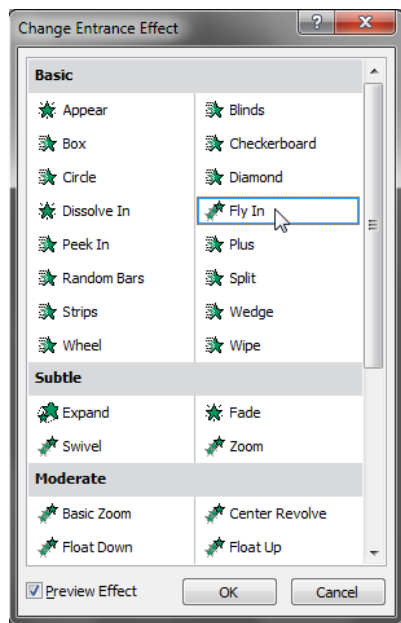 Change Entrance Effect
Basic
Appear Blinds
Box Checkerboard
Circle Diamond
Dissolve In Fly In
Peek In Plus
Random Bars Split
Strips Wedge
Wheel Wipe
Subtle
Expand Fade
Swivel Zoom
Moderate
Basic Zoom Center Revolve
Float Down Float Up
Preview Effect OK Cancel